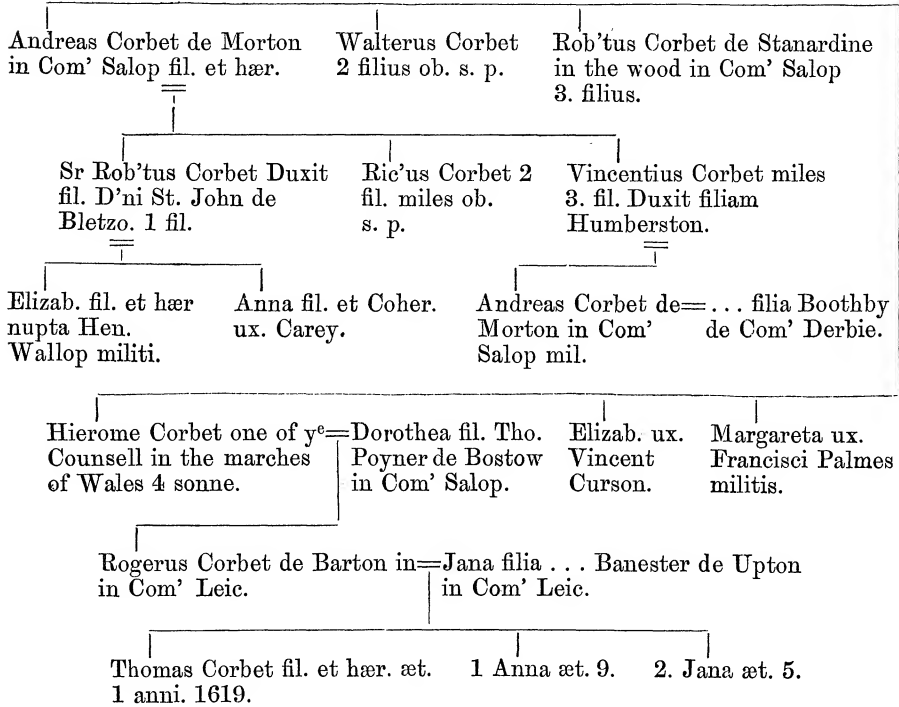 Andreas Corbet de Morton
in Com' Salop fil. et hær.
Walterus Corbet
2 filius ob. s. p.
Rob'tus Corbet de Stanardine
in the wood in Com' Salop
3. filius.
Sr Rob'tus Corbet Duxit
fil. D'ni St. John de
Bletzo. 1 fil.
Ric'us Corbet 2
fil. miles ob.
s. p.
Vincentius Corbet miles
3. fil. Duxit filiam
Humberston.
Elizab. fil. et hær
nupta Hen.
Wallop militi.
Anna fil. et Coher.
ux. Carey.
Andreas Corbet de
Morton in Com'
Salop mil.
. . . filia Boothby
de Com' Derbie.
Hierome Corbet one of yᵉ
Counsell in the marches
of Wales 4 sonne.
Dorothea fil. Tho.
Poyner de Bostow
in Com' Salop.
Elizab. ux.
Vincent
Curson.
Margareta ux.
Francisci Palmes
militis.
Rogerus Corbet de Barton in
in Com' Leic.
Jana filia . . . Banester de Upton
in Com' Leic.
Thomas Corbet fil. et hær. æt.
1 anni. 1619.
1 Anna æt. 9.
2. Jana æt. 5.